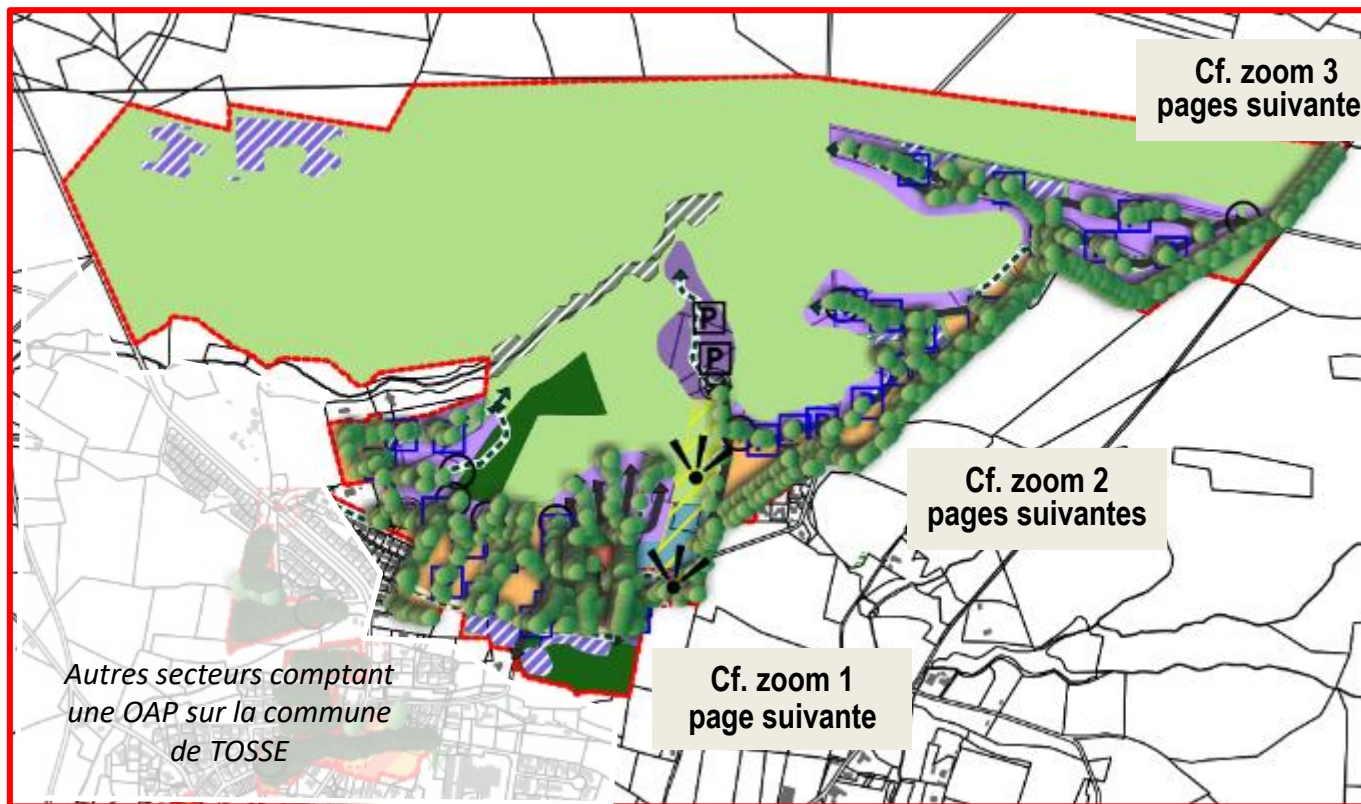 Cf. zoom 3
pages suivante
Cf. zoom 2
pages suivantes
Cf. zoom 1
page suivante
Autres secteurs comptant
une OAP sur la commune
de TOSSE
P
P